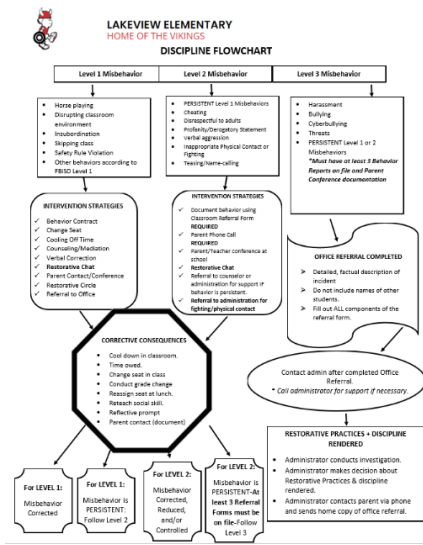 LAKEVIEW ELEMENTARY
HOME OF THE VIKINGS
DISCIPLINE FLOWCHART
Level 1 Misbehavior
Level 2 Misbehavior
Level 3 Misbehavior
Horse playing
Disrupting classroom
environment
Insubordination
Skipping class
Safety Rule Violation
Other behaviors according to
FBISD Level 1
PERSISTENT Level 1 Misbehaviors
Cheating
Disrespectful to adults
Profanity/Derogatory Statement
Verbal aggression
Inappropriate Physical Contact or
Fighting
Teasing/Name-calling
Harassment
Bullying
Cyberbullying
Threats
PERSISTENT Level 1 or 2
Misbehaviors
*Must have at least 3 Behavior
Reports on file and Parent
Conference documentation
INTERVENTION STRATEGIES
✓ Behavior Contract
✓ Change Seat
✓ Cooling Off Time
✓ Counseling/Mediation
✓ Verbal Correction
✓ Restorative Chat
✓ Parent Contact/Conference
✓ Restorative Circle
✓ Referral to Office
INTERVENTION STRATEGIES
✓ Document behavior using
Classroom Referral Form
REQUIRED
✓ Parent Phone Call
REQUIRED
✓ Parent/Teacher conference at
school
✓ Restorative Chat
✓ Referral to counselor or
administration for support if
behavior is persistent.
✓ Referral to administration for
fighting/physical contact
OFFICE REFERRAL COMPLETED
➢ Detailed, factual description of
incident
➢ Do not include names of other
students.
➢ Fill out ALL components of the
referral form.
CORRECTIVE CONSEQUENCES
Cool down in classroom.
Time owed.
Change seat in class
Conduct grade change
Reassign seat at lunch.
Reteach social skill.
Reflective prompt
Parent contact (document)
Contact admin after completed Office
Referral.
* Call administrator for support if necessary.
RESTORATIVE PRACTICES + DISCIPLINE
RENDERED
Administrator conducts investigation.
Administrator makes decision about
Restorative Practices & discipline
rendered.
Administrator contacts parent via phone
and sends home copy of office referral.
For LEVEL 1:
Misbehavior
Corrected
For LEVEL 1:
Misbehavior is
PERSISTENT:
Follow Level 2
For LEVEL 2:
Misbehavior
Corrected,
Reduced,
and/or
Controlled
For LEVEL 2:
Misbehavior is
PERSISTENT-At
least 3 Referral
Forms must be
on file-Follow
Level 3